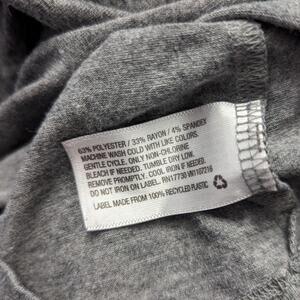 63% POLYESTER / 33% RAYON / 4% SPANDEX
MACHINE WASH COLD WITH LIKE COLORS.
GENTLE CYCLE. ONLY NON-CHLORINE
BLEACH IF NEEDED. TUMBLE DRY LOW.
REMOVE PROMPTLY. COOL IRON IF NEEDED.
DO NOT IRON ON LABEL. RN17730 VN107216
LABEL MADE FROM 100% RECYCLED PLASTIC